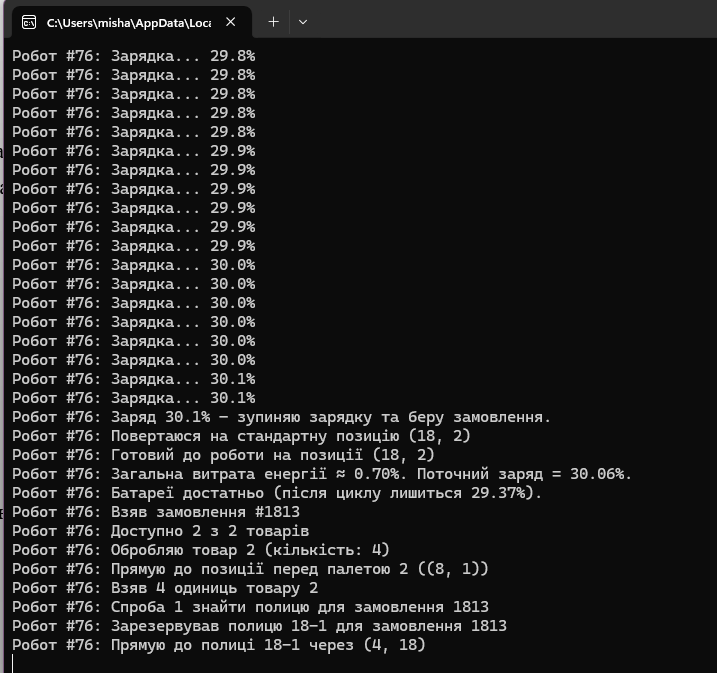 C:\Users\misha\AppData\Loca
Робот #76: Зарядка... 29.8%
Робот #76: Зарядка... 29.8%
Робот #76: Зарядка... 29.8%
Робот #76: Зарядка... 29.8%
Робот #76: Зарядка... 29.8%
Робот #76: Зарядка... 29.9%
Робот #76: Зарядка... 29.9%
Робот #76: Зарядка... 29.9%
Робот #76: Зарядка... 29.9%
Робот #76: Зарядка... 29.9%
Робот #76: Зарядка... 29.9%
Робот #76: Зарядка... 30.0%
Робот #76: Зарядка... 30.0%
Робот #76: Зарядка... 30.0%
Робот #76: Зарядка... 30.0%
Робот #76: Зарядка... 30.0%
Робот #76: Зарядка... 30.0%
Робот #76: Зарядка... 30.1%
Робот #76: Зарядка... 30.1%
Робот #76: Заряд 30.1% — зупиняю зарядку та беру замовлення.
Робот #76: Повертаюся на стандартну позицію (18, 2)
Робот #76: Готовий до роботи на позиції (18, 2)
Робот #76: Загальна витрата енергії ≈ 0.70%. Поточний заряд = 30.06%.
Робот #76: Батареї достатньо (після циклу лишиться 29.37%).
Робот #76: Взяв замовлення #1813
Робот #76: Доступно 2 з 2 товарів
Робот #76: Обробляю товар 2 (кількість: 4)
Робот #76: Прямую до позиції перед палетою 2 ((8, 1))
Робот #76: Взяв 4 одиниць товару 2
Робот #76: Спроба 1 знайти полицю для замовлення 1813
Робот #76: Зарезервував полицю 18-1 для замовлення 1813
Робот #76: Прямую до полиці 18-1 через (4, 18)